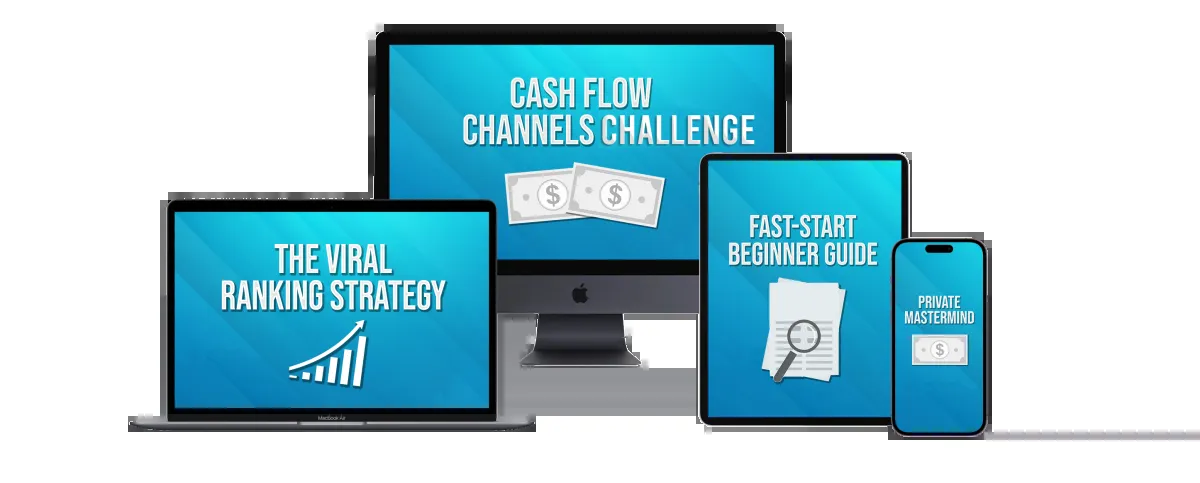 CASH FLOW
CHANNELS CHALLENGE
$ $
THE VIRAL
RANKING STRATEGY
MacBook Air
FAST-START
BEGINNER GUIDE
PRIVATE
MASTERMIND
$